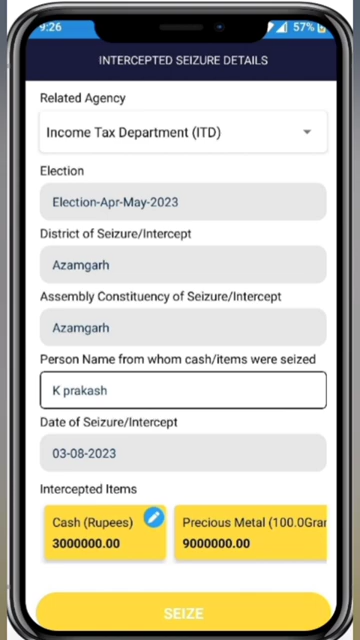 9:26
57%
INTERCEPTED SEIZURE DETAILS
Related Agency
Income Tax Department (ITD)
Election
Election-Apr-May-2023
District of Seizure/Intercept
Azamgarh
Assembly Constituency of Seizure/Intercept
Azamgarh
Person Name from whom cash/items were seized
K prakash
Date of Seizure/Intercept
03-08-2023
Intercepted Items
Cash (Rupees)
3000000.00
Precious Metal (100.0Gra
9000000.00
SEIZE